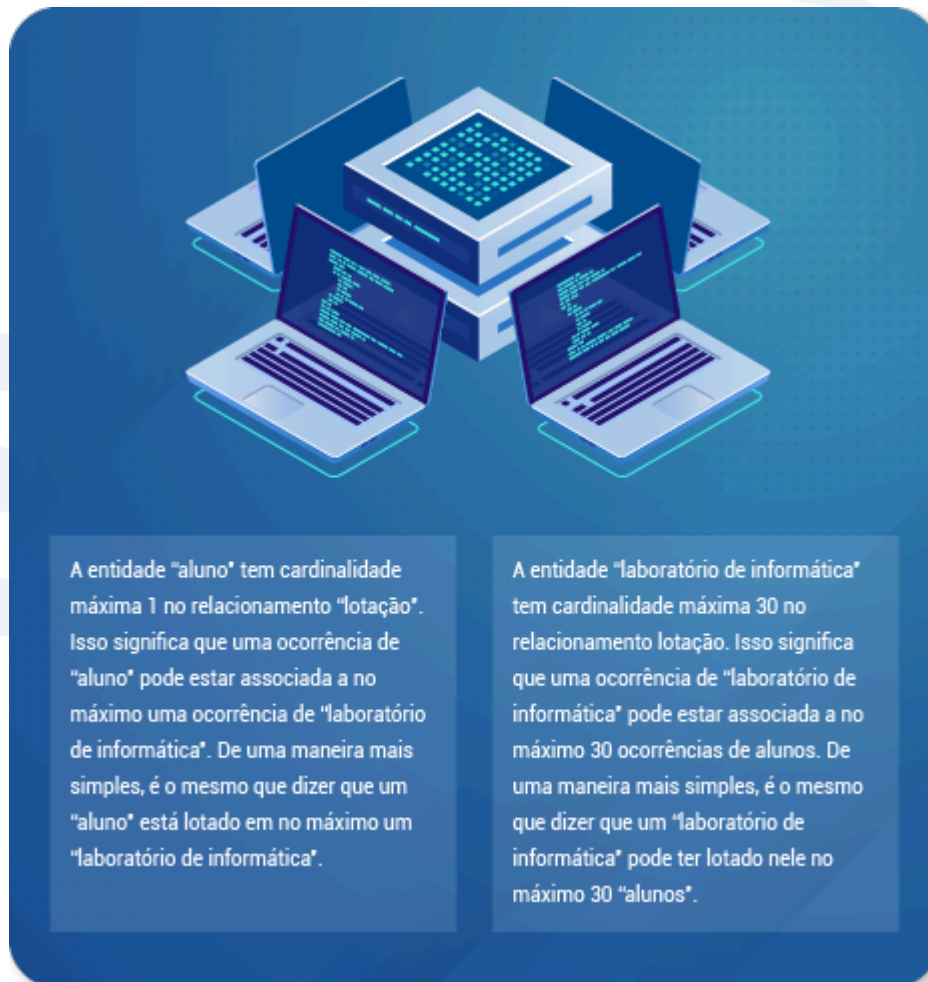 A entidade “aluno” tem cardinalidade
máxima 1 no relacionamento “lotação”.
Isso significa que uma ocorrência de
“aluno” pode estar associada a no
máximo uma ocorrência de “laboratório
de informática”. De uma maneira mais
simples, é o mesmo que dizer que um
“aluno” está lotado em no máximo um
“laboratório de informática”.
A entidade “laboratório de informática”
tem cardinalidade máxima 30 no
relacionamento lotação. Isso significa
que uma ocorrência de “laboratório de
informática” pode estar associada a no
máximo 30 ocorrências de alunos. De
uma maneira mais simples, é o mesmo
que dizer que um “laboratório de
informática” pode ter lotado nele no
máximo 30 “alunos”.